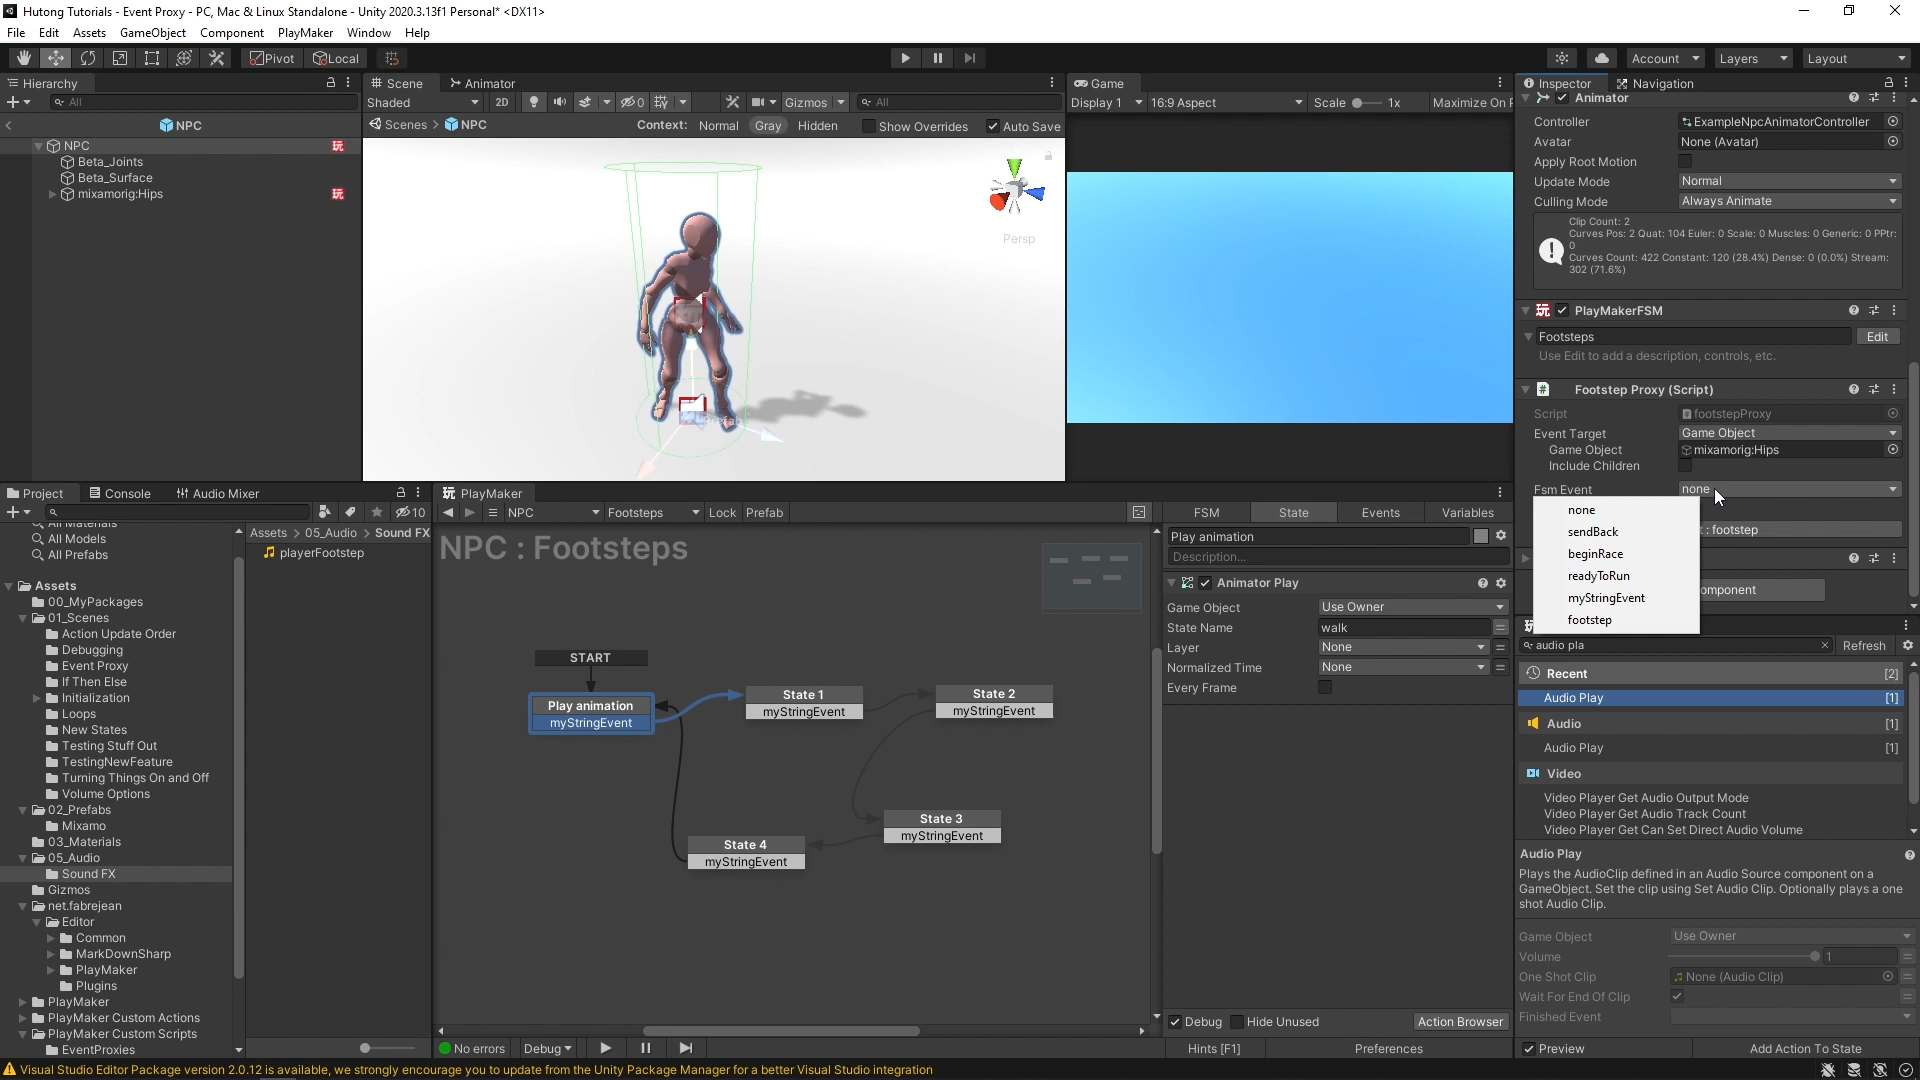 Hutong Tutorials - Event Proxy - PC, Mac & Linux Standalone - Unity 2020.3.13f1 Personal* <DX11>
File Edit Assets GameObject Component PlayMaker Window Help
Pivot Local Account Layers Layout
Hierarchy
All
NPC
NPC 玩
Beta_Joints
Beta_Surface
mixamorig:Hips 玩
Scene Animator
Shaded 2D 0 Gizmos All
Scenes NPC Context: Normal Gray Hidden Show Overrides Auto Save
Persp
Game
Display 1 16:9 Aspect Scale 1x Maximize On P
Inspector Navigation
Animator
Controller ExampleNpcAnimatorController
Avatar None (Avatar)
Apply Root Motion
Update Mode Normal
Culling Mode Always Animate
Clip Count: 2
Curves Pos: 2 Quat: 104 Euler: 0 Scale: 0 Muscles: 0 Generic: 0 PPtr:
0
Curves Count: 422 Constant: 120 (28.4%) Dense: 0 (0.0%) Stream:
302 (71.6%)
玩 PlayMakerFSM
Footsteps Edit
Use Edit to add a description, controls, etc.
# Footstep Proxy (Script)
Script footstepProxy
Event Target Game Object
Game Object mixamorig:Hips
Include Children
Fsm Event none
none
sendBack
beginRace
readyToRun
myStringEvent
footstep
t : footstep
omponent
audio pla Refresh
Recent [2]
Audio Play [1]
Audio [1]
Audio Play [1]
Video
Video Player Get Audio Output Mode
Video Player Get Audio Track Count
Video Player Get Can Set Direct Audio Volume
Audio Play
Plays the AudioClip defined in an Audio Source component on a
GameObject. Set the clip using Set Audio Clip. Optionally plays a one
shot Audio Clip.
Game Object Use Owner
Volume 1
One Shot Clip None (Audio Clip)
Wait For End Of Clip
Finished Event
Preview Add Action To State
Project Console Audio Mixer
10
All Materials
All Models
All Prefabs
Assets
00_MyPackages
01_Scenes
Action Update Order
Debugging
Event Proxy
If Then Else
Initialization
Loops
New States
Testing Stuff Out
TestingNewFeature
Turning Things On and Off
Volume Options
02_Prefabs
Mixamo
03_Materials
05_Audio
Sound FX
Gizmos
net.fabrejean
Editor
Common
MarkDownSharp
PlayMaker
Plugins
PlayMaker
PlayMaker Custom Actions
PlayMaker Custom Scripts
EventProxies
Assets 05_Audio Sound FX
playerFootstep
玩 PlayMaker
NPC Footsteps Lock Prefab
NPC : Footsteps
START
Play animation
myStringEvent
State 1
myStringEvent
State 2
myStringEvent
State 3
myStringEvent
State 4
myStringEvent
No errors Debug
FSM State Events Variables
Play animation
Description...
Animator Play
Game Object Use Owner
State Name walk
Layer None
Normalized Time None
Every Frame
Debug Hide Unused Action Browser
Hints [F1] Preferences
Visual Studio Editor Package version 2.0.12 is available, we strongly encourage you to update from the Unity Package Manager for a better Visual Studio integration